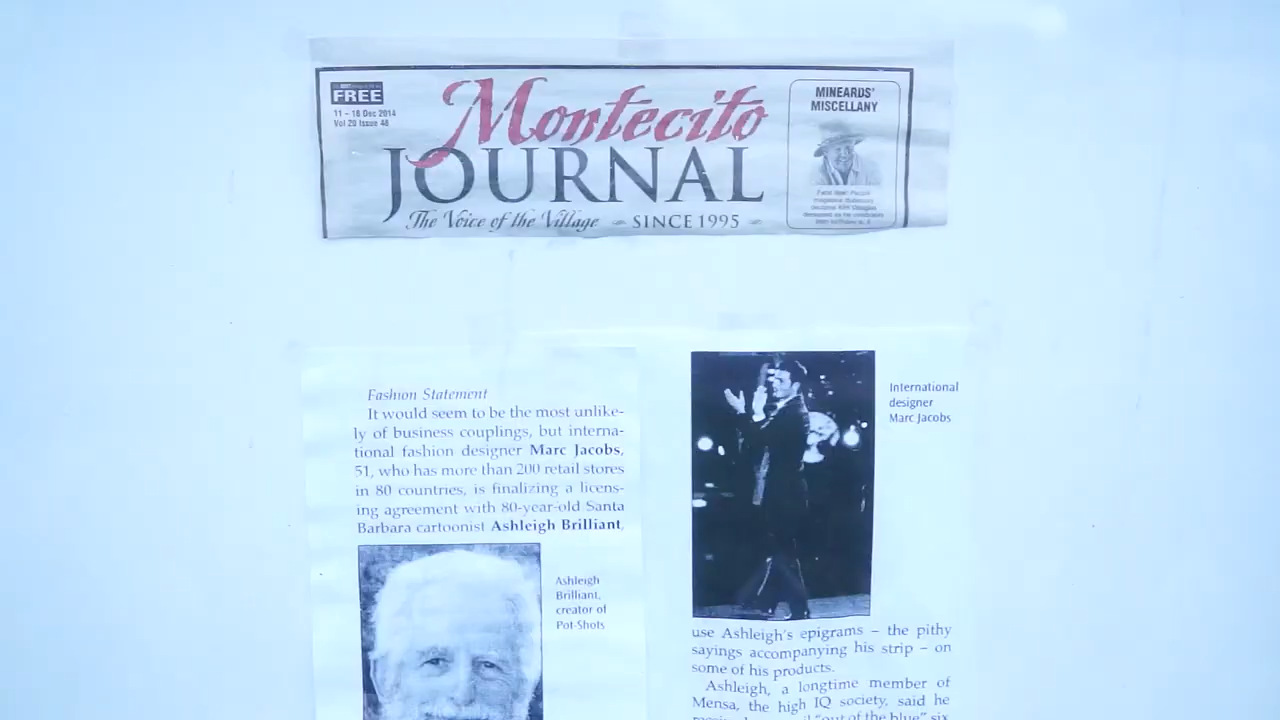 FREE
11 - 18 Dec 2014
Vol 20 Issue 48
Montecito
JOURNAL
The Voice of the Village SINCE 1995
MINEARDS'
MISCELLANY
Fashion Statement
It would seem to be the most unlike-
ly of business couplings, but interna-
tional fashion designer Marc Jacobs,
51, who has more than 200 retail stores
in 80 countries, is finalizing a licens-
ing agreement with 80-year-old Santa
Barbara cartoonist Ashleigh Brilliant,
Ashleigh
Brilliant,
creator of
Pot-Shots
International
designer
Marc Jacobs
use Ashleigh's epigrams – the pithy
sayings accompanying his strip – on
some of his products.
Ashleigh, a longtime member of
Mensa, the high IQ society, said he
"out of the blue" six